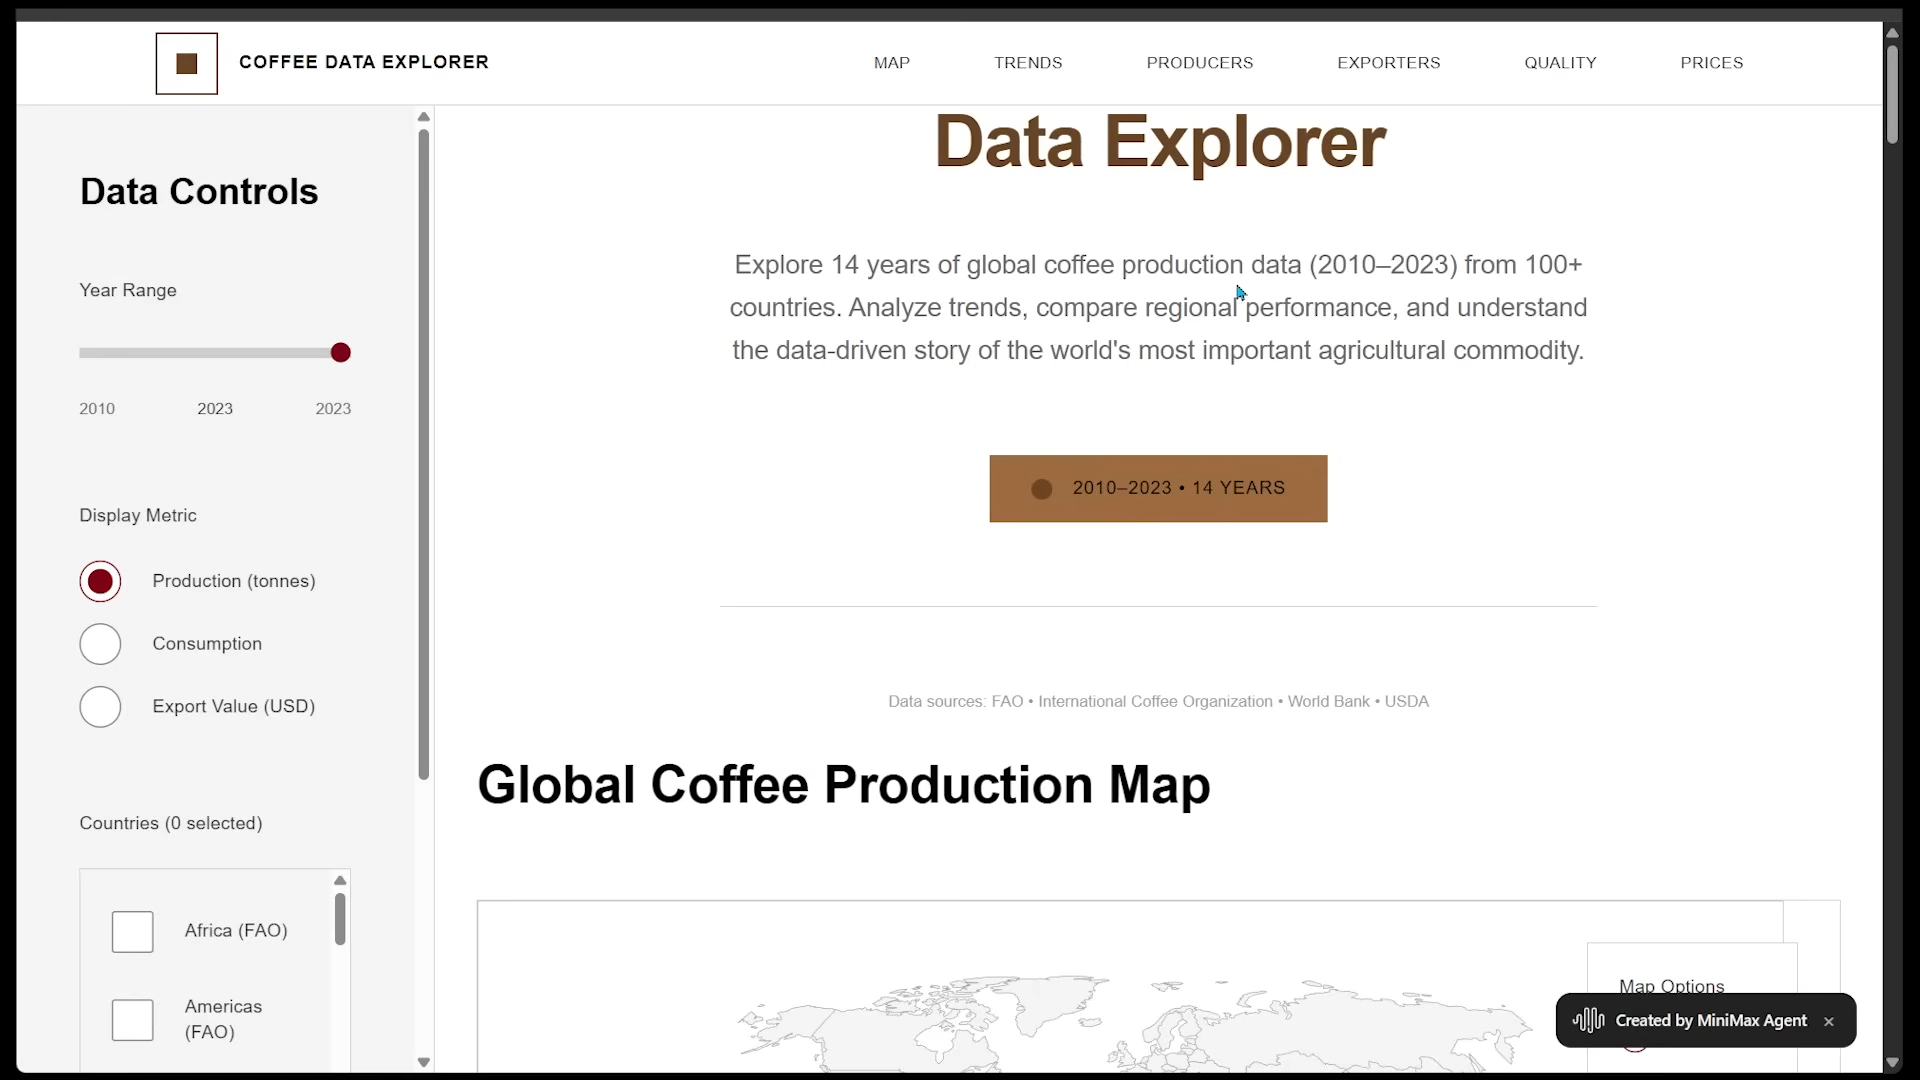 COFFEE DATA EXPLORER
MAP
TRENDS
PRODUCERS
EXPORTERS
QUALITY
PRICES
Data Controls
Year Range
2010
2023
2023
Display Metric
Production (tonnes)
Consumption
Export Value (USD)
Countries (0 selected)
Africa (FAO)
Americas
(FAO)
Data Explorer
Explore 14 years of global coffee production data (2010–2023) from 100+
countries. Analyze trends, compare regional performance, and understand
the data-driven story of the world's most important agricultural commodity.
2010–2023 • 14 YEARS
Data sources: FAO • International Coffee Organization • World Bank • USDA
Global Coffee Production Map
Map Options
Created by MiniMax Agent